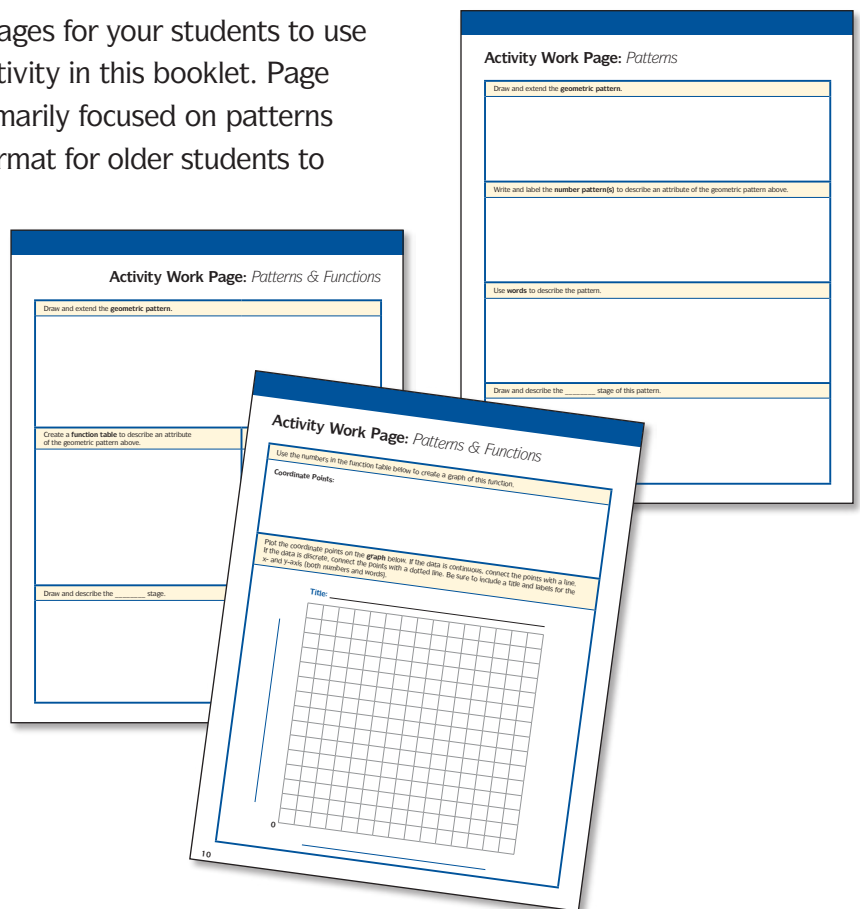 ages for your students to use
tivity in this booklet. Page
marily focused on patterns
ormat for older students to
Activity Work Page: Patterns
Draw and extend the geometric pattern.
Write and label the number pattern(s) to describe an attribute of the geometric pattern above.
Use words to describe the pattern.
Draw and describe the ________ stage of this pattern.
Activity Work Page: Patterns & Functions
Draw and extend the geometric pattern.
Create a function table to describe an attribute
of the geometric pattern above.
Draw and describe the ________ stage.
Activity Work Page: Patterns & Functions
Use the numbers in the function table below to create a graph of this function.
Coordinate Points:
Plot the coordinate points on the graph below. If the data is continuous, connect the points with a line.
If the data is discrete, connect the points with a dotted line. Be sure to include a title and labels for the
x- and y-axis (both numbers and words).
Title:
0
10